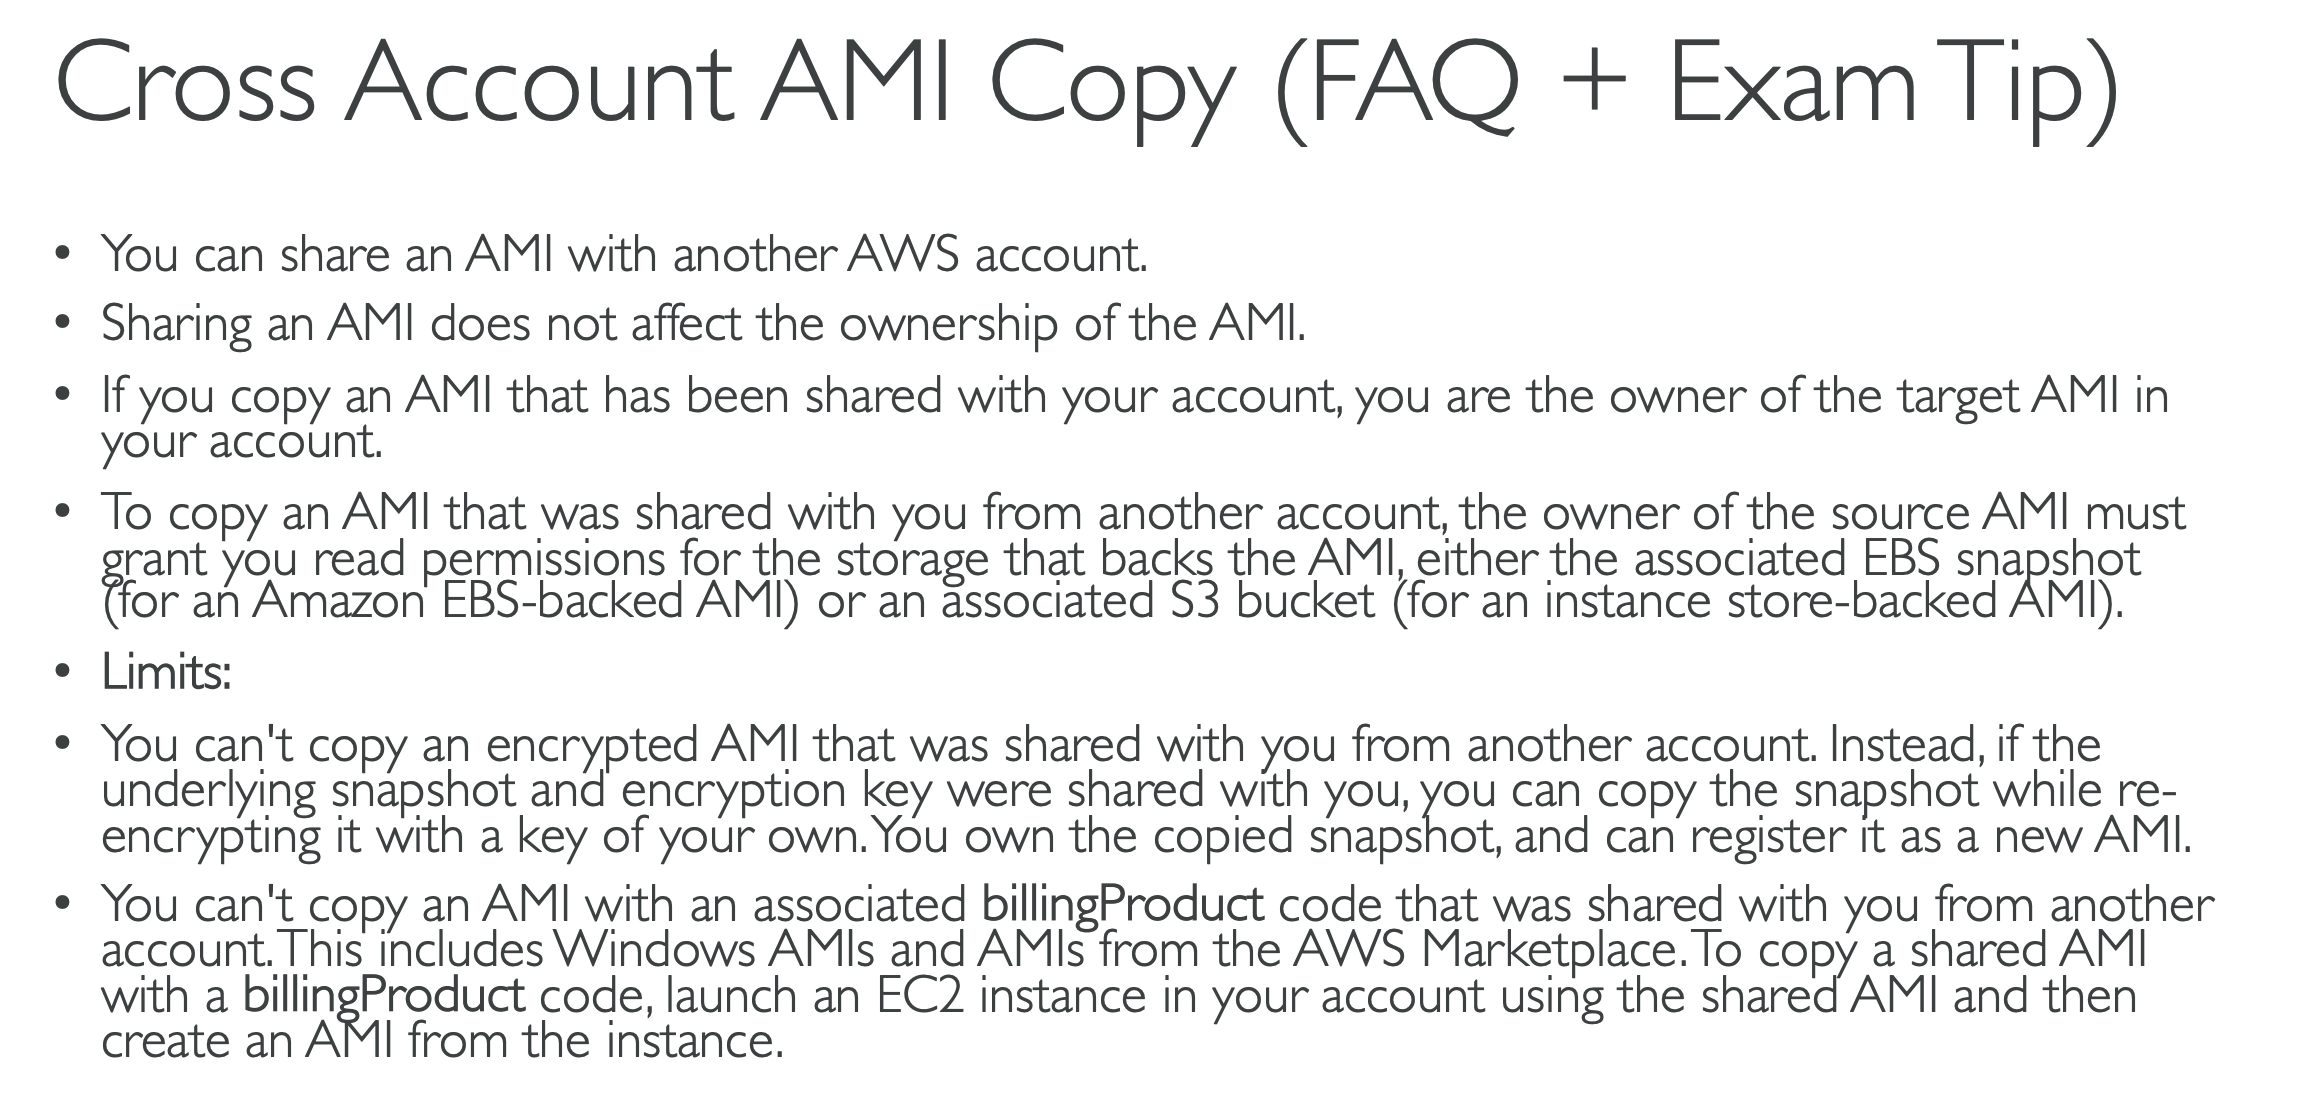 Cross Account AMI Copy (FAQ + Exam Tip)
• You can share an AMI with another AWS account.
• Sharing an AMI does not affect the ownership of the AMI.
• If you copy an AMI that has been shared with your account, you are the owner of the target AMI in
your account.
• To copy an AMI that was shared with you from another account, the owner of the source AMI must
grant you read permissions for the storage that backs the AMI, either the associated EBS snapshot
(for an Amazon EBS-backed AMI) or an associated S3 bucket (for an instance store-backed AMI).
• Limits:
• You can't copy an encrypted AMI that was shared with you from another account. Instead, if the
underlying snapshot and encryption key were shared with you, you can copy the snapshot while re-
encrypting it with a key of your own. You own the copied snapshot, and can register it as a new AMI.
• You can't copy an AMI with an associated billingProduct code that was shared with you from another
account. This includes Windows AMIs and AMIs from the AWS Marketplace. To copy a shared AMI
with a billingProduct code, launch an EC2 instance in your account using the shared AMI and then
create an AMI from the instance.